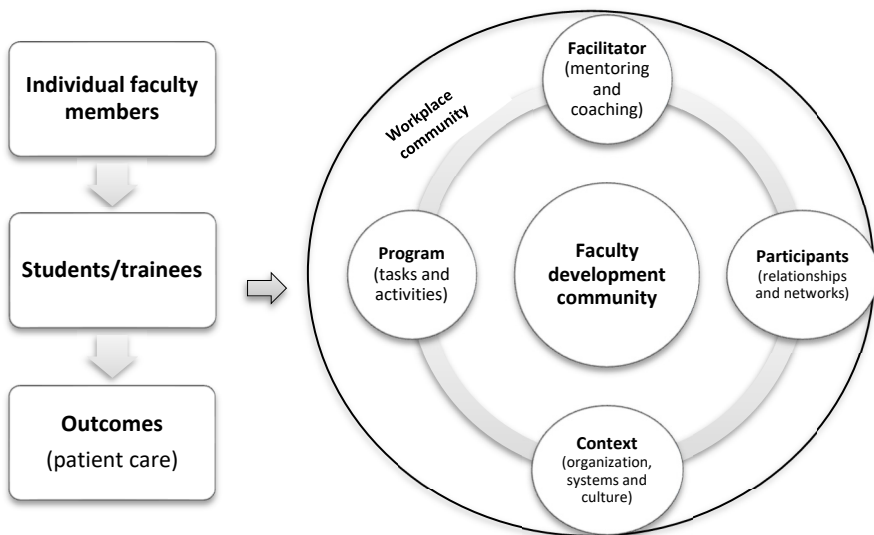 Individual faculty
members
Students/trainees
Outcomes
(patient care)
Workplace
community
Facilitator
(mentoring
and
coaching)
Program
(tasks and
activities)
Faculty
development
community
Participants
(relationships
and networks)
Context
(organization,
systems and
culture)